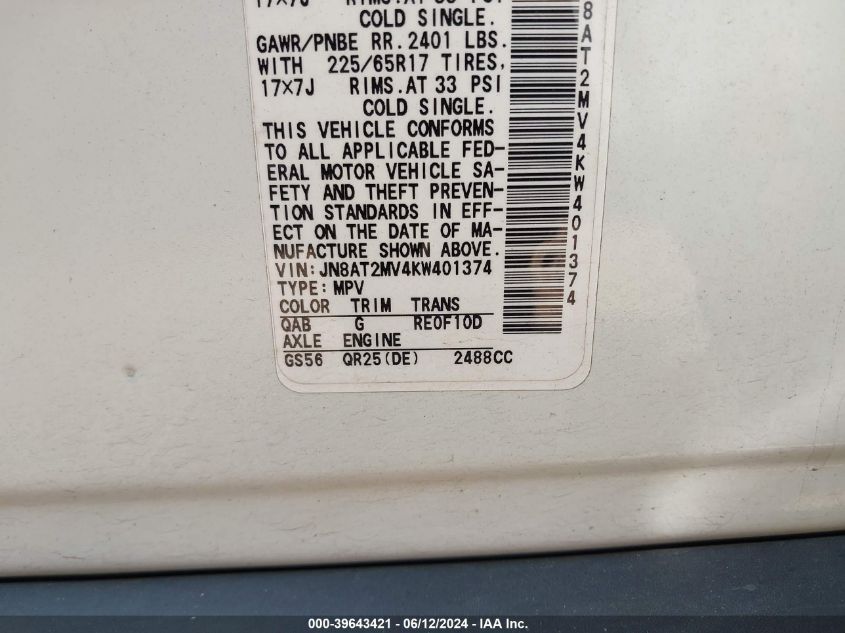 COLD SINGLE.
GAWR/PNBE RR. 2401 LBS.
WITH 225/65R17 TIRES,
17×7J RIMS. AT 33 PSI
COLD SINGLE.
THIS VEHICLE CONFORMS
TO ALL APPLICABLE FED-
ERAL MOTOR VEHICLE SA-
FETY AND THEFT PREVEN-
TION STANDARDS IN EFF-
ECT ON THE DATE OF MA-
NUFACTURE SHOWN ABOVE.
VIN: JN8AT2MV4KW401374
TYPE: MPV
COLOR TRIM TRANS
QAB G RE0F10D
AXLE ENGINE
GS56 QR25(DE) 2488CC
8AT2MV4KW401374
000-39643421 - 06/12/2024 - IAA Inc.